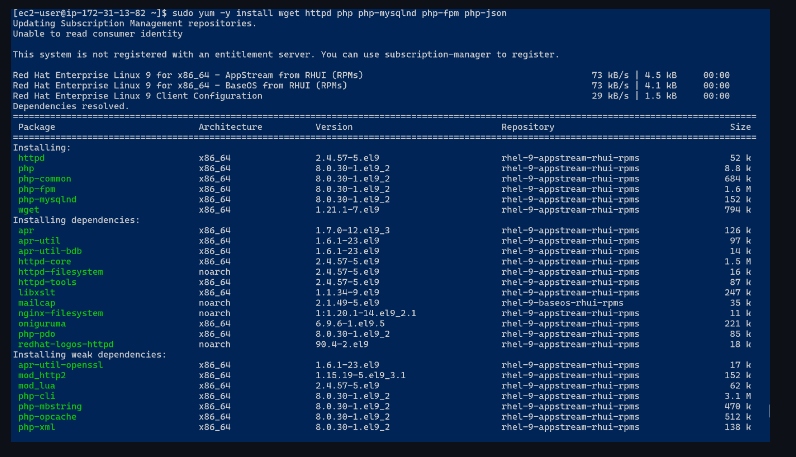 [ec2-user@ip-172-31-13-82 ~]$ sudo yum -y install wget httpd php php-mysqlnd php-fpm php-json
Updating Subscription Management repositories.
Unable to read consumer identity
This system is not registered with an entitlement server. You can use subscription-manager to register.
Red Hat Enterprise Linux 9 for x86_64 - AppStream from RHUI (RPMs) 73 kB/s | 4.5 kB 00:00
Red Hat Enterprise Linux 9 for x86_64 - BaseOS from RHUI (RPMs) 73 kB/s | 4.1 kB 00:00
Red Hat Enterprise Linux 9 Client Configuration 29 kB/s | 1.5 kB 00:00
Dependencies resolved.
Package Architecture Version Repository Size
Installing:
httpd x86_64 2.4.57-5.el9 rhel-9-appstream-rhui-rpms 52 k
php x86_64 8.0.30-1.el9_2 rhel-9-appstream-rhui-rpms 8.8 k
php-common x86_64 8.0.30-1.el9_2 rhel-9-appstream-rhui-rpms 684 k
php-fpm x86_64 8.0.30-1.el9_2 rhel-9-appstream-rhui-rpms 1.6 M
php-mysqlnd x86_64 8.0.30-1.el9_2 rhel-9-appstream-rhui-rpms 152 k
wget x86_64 1.21.1-7.el9 rhel-9-appstream-rhui-rpms 794 k
Installing dependencies:
apr x86_64 1.7.0-12.el9_3 rhel-9-appstream-rhui-rpms 126 k
apr-util x86_64 1.6.1-23.el9 rhel-9-appstream-rhui-rpms 97 k
apr-util-bdb x86_64 1.6.1-23.el9 rhel-9-appstream-rhui-rpms 14 k
httpd-core x86_64 2.4.57-5.el9 rhel-9-appstream-rhui-rpms 1.5 M
httpd-filesystem noarch 2.4.57-5.el9 rhel-9-appstream-rhui-rpms 16 k
httpd-tools x86_64 2.4.57-5.el9 rhel-9-appstream-rhui-rpms 87 k
libxslt x86_64 1.1.34-9.el9 rhel-9-appstream-rhui-rpms 247 k
mailcap noarch 2.1.49-5.el9 rhel-9-baseos-rhui-rpms 35 k
nginx-filesystem noarch 1:1.20.1-14.el9_2.1 rhel-9-appstream-rhui-rpms 11 k
oniguruma x86_64 6.9.6-1.el9.5 rhel-9-appstream-rhui-rpms 221 k
php-pdo x86_64 8.0.30-1.el9_2 rhel-9-appstream-rhui-rpms 85 k
redhat-logos-httpd noarch 90.4-2.el9 rhel-9-appstream-rhui-rpms 18 k
Installing weak dependencies:
apr-util-openssl x86_64 1.6.1-23.el9 rhel-9-appstream-rhui-rpms 17 k
mod_http2 x86_64 1.15.19-5.el9_3.1 rhel-9-appstream-rhui-rpms 152 k
mod_lua x86_64 2.4.57-5.el9 rhel-9-appstream-rhui-rpms 62 k
php-cli x86_64 8.0.30-1.el9_2 rhel-9-appstream-rhui-rpms 3.1 M
php-mbstring x86_64 8.0.30-1.el9_2 rhel-9-appstream-rhui-rpms 470 k
php-opcache x86_64 8.0.30-1.el9_2 rhel-9-appstream-rhui-rpms 512 k
php-xml x86_64 8.0.30-1.el9_2 rhel-9-appstream-rhui-rpms 138 k